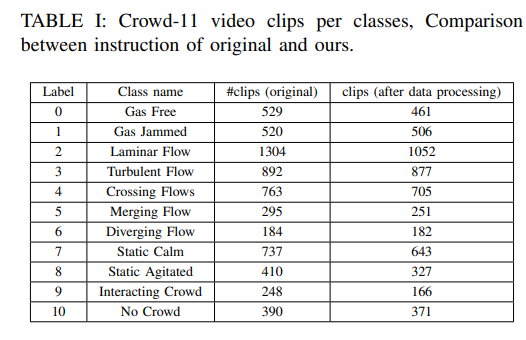 TABLE I: Crowd-11 video clips per classes, Comparison
between instruction of original and ours.
Label Class name #clips (original) clips (after data processing)
0 Gas Free 529 461
1 Gas Jammed 520 506
2 Laminar Flow 1304 1052
3 Turbulent Flow 892 877
4 Crossing Flows 763 705
5 Merging Flow 295 251
6 Diverging Flow 184 182
7 Static Calm 737 643
8 Static Agitated 410 327
9 Interacting Crowd 248 166
10 No Crowd 390 371